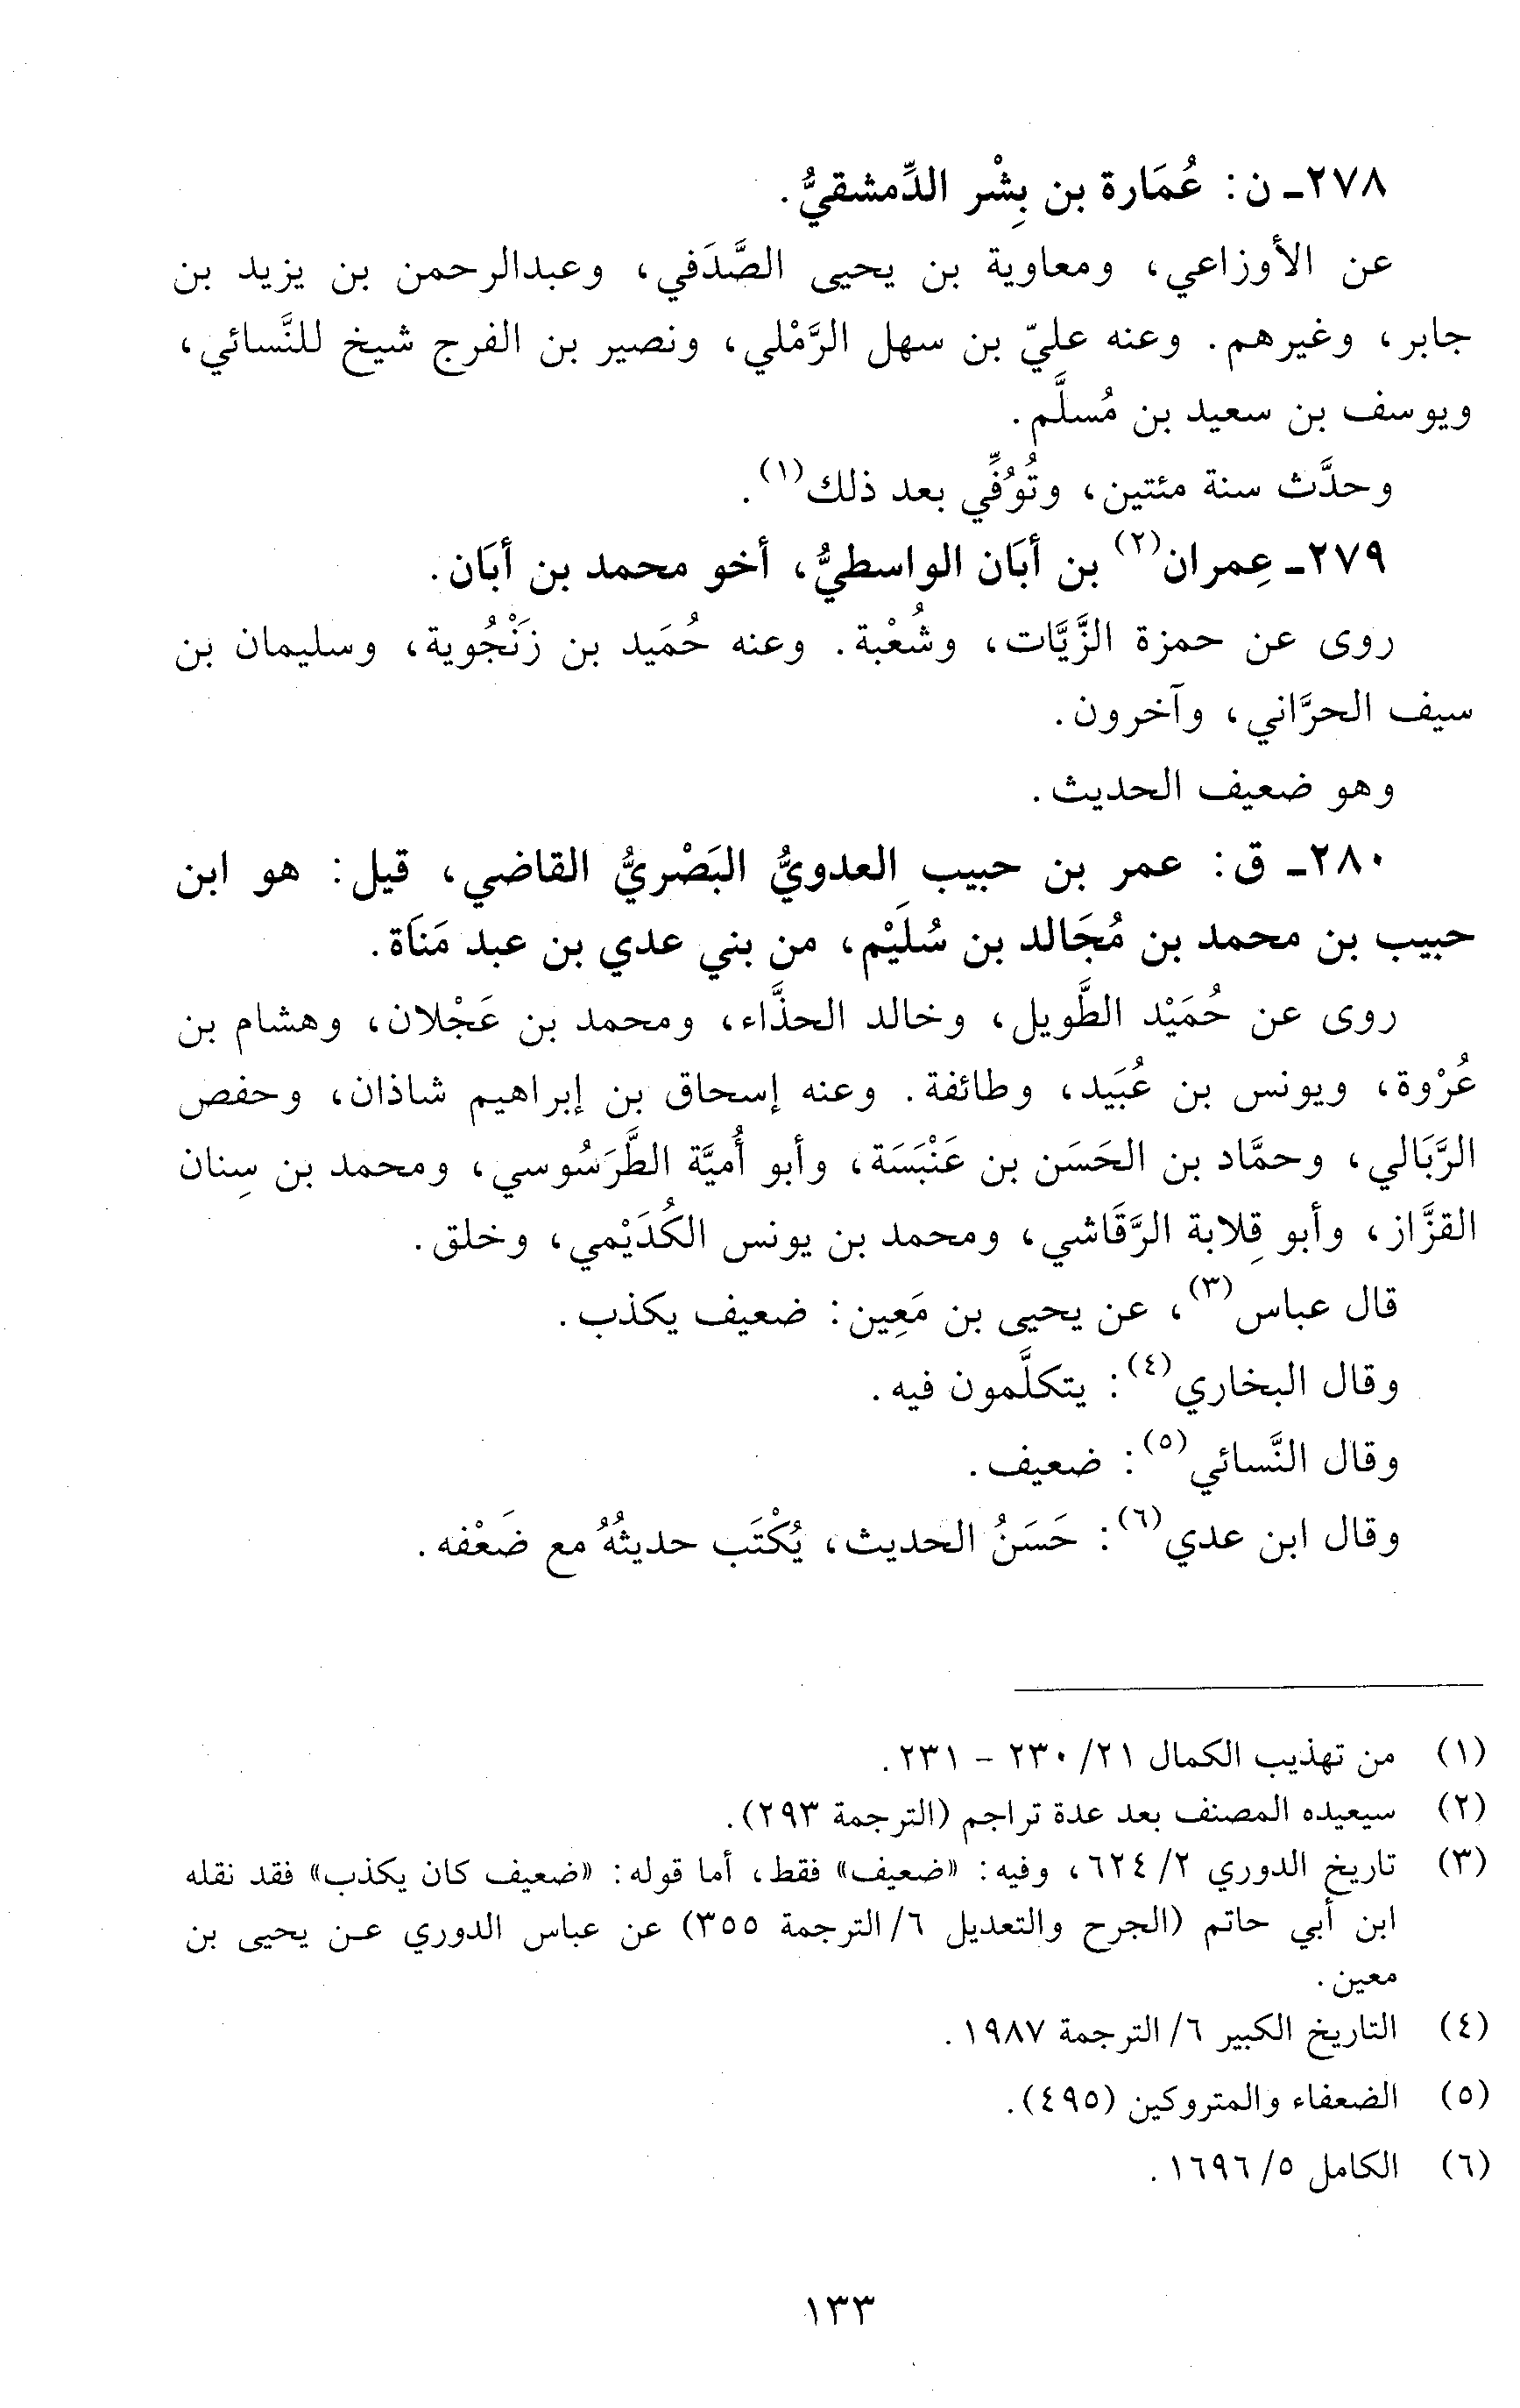 ٢٧٨ـ ن: عُمَارة بن بِشْر الدِّمشقيُّ.
عن الأوزاعي، ومعاوية بن يحيى الصَّدَفي، وعبدالرحمن بن يزيد بن
جابر، وغيرهم. وعنه عليّ بن سهل الرَّمْلي، ونصير بن الفرج شيخ للنَّسائي،
ويوسف بن سعيد بن مُسلَّم.
وحدَّث سنة مئتين، وتُوُفِّي بعد ذلك(١).
٢٧٩ـ عِمران(٢) بن أبَان الواسطيُّ، أخو محمد بن أبَان.
روى عن حمزة الزَّيَّات، وشُعْبة. وعنه حُمَيد بن زَنْجُوية، وسليمان بن
سيف الحرَّاني، وآخرون.
وهو ضعيف الحديث.
٢٨٠ـ ق: عمر بن حبيب العدويُّ البَصْريُّ القاضي، قيل: هو ابن
حبيب بن محمد بن مُجَالد بن سُلَيْم، من بني عدي بن عبد مَنَاة.
روى عن حُمَيْد الطَّويل، وخالد الحذَّاء، ومحمد بن عَجْلان، وهشام بن
عُرْوة، ويونس بن عُبَيد، وطائفة. وعنه إسحاق بن إبراهيم شاذان، وحفص
الرَّبَالي، وحمَّاد بن الحَسَن بن عَنْبَسَة، وأبو أُميَّة الطَّرَسُوسي، ومحمد بن سِنان
القزَّاز، وأبو قِلابة الرَّقَاشي، ومحمد بن يونس الكُدَيْمي، وخلق.
قال عباس(٣)، عن يحيى بن مَعِين: ضعيف يكذب.
وقال البخاري(٤): يتكلَّمون فيه.
وقال النَّسائي(٥): ضعيف.
وقال ابن عدي(٦): حَسَنُ الحديث، يُكْتَب حديثُهُ مع ضَعْفه.
(١) من تهذيب الكمال ٢١/ ٢٣٠ - ٢٣١.
(٢) سيعيده المصنف بعد عدة تراجم (الترجمة ٢٩٣).
(٣) تاريخ الدوري ٢/ ٦٢٤، وفيه: «ضعيف» فقط، أما قوله: «ضعيف كان يكذب» فقد نقله
ابن أبي حاتم (الجرح والتعديل ٦/ الترجمة ٣٥٥) عن عباس الدوري عن يحيى بن
معين.
(٤) التاريخ الكبير ٦/ الترجمة ١٩٨٧.
(٥) الضعفاء والمتروكين (٤٩٥).
(٦) الكامل ٥/ ١٦٩٦.
١٣٣